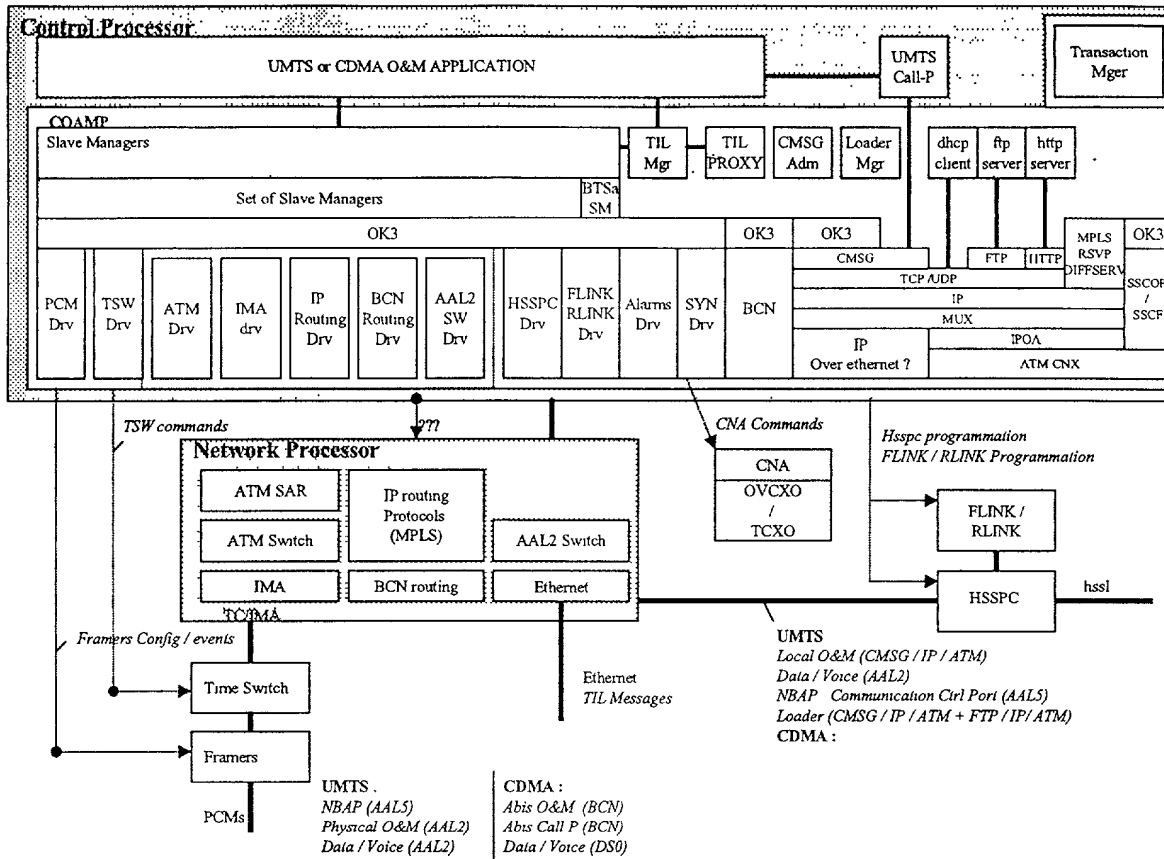 Control Processor
UMTS or CDMA O&M APPLICATION
UMTS
Call-P
Transaction
Mger
COAMP
Slave Managers
TIL
Mgr
TIL
PROXY
CMSG
Adm
Loader
Mgr
dhcp
client
ftp
server
http
server
Set of Slave Managers
BTSa
SM
OK3
OK3
OK3
MPLS
RSVP
DIFFSERV
OK3
CMSG
FTP
HTTP
TCP /UDP
IP
MUX
IPOA
ATM CNX
SSCOP
/
SSCF
PCM
Drv
TSW
Drv
ATM
Drv
IMA
drv
IP
Routing
Drv
BCN
Routing
Drv
AAL2
SW
Drv
HSSPC
Drv
FLINK
RLINK
Drv
Alarms
Drv
SYN
Drv
BCN
IP
Over ethernet ?
TSW commands
???
CNA Commands
Hsspc programmation
FLINK / RLINK Programmation
Network Processor
ATM SAR
IP routing
Protocols
(MPLS)
ATM Switch
AAL2 Switch
IMA
BCN routing
Ethernet
TC/IMA
CNA
OVCXO
/
TCXO
FLINK /
RLINK
HSSPC
hssl
Framers Config / events
Time Switch
Framers
PCMs
Ethernet
TIL Messages
UMTS
Local O&M (CMSG / IP / ATM)
Data / Voice (AAL2)
NBAP Communication Ctrl Port (AAL5)
Loader (CMSG / IP / ATM + FTP / IP/ ATM)
CDMA :
UMTS .
NBAP (AAL5)
Physical O&M (AAL2)
Data / Voice (AAL2)
CDMA :
Abis O&M (BCN)
Abis Call P (BCN)
Data / Voice (DS0)